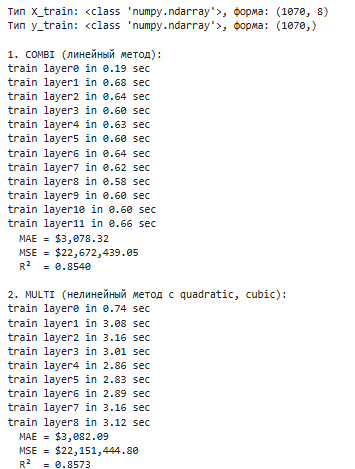 Тип X_train: <class 'numpy.ndarray'>, форма: (1070, 8)
Тип y_train: <class 'numpy.ndarray'>, форма: (1070,)
1. COMBI (линейный метод):
train layer0 in 0.19 sec
train layer1 in 0.68 sec
train layer2 in 0.64 sec
train layer3 in 0.60 sec
train layer4 in 0.63 sec
train layer5 in 0.60 sec
train layer6 in 0.64 sec
train layer7 in 0.62 sec
train layer8 in 0.58 sec
train layer9 in 0.60 sec
train layer10 in 0.60 sec
train layer11 in 0.66 sec
MAE = $3,078.32
MSE = $22,672,439.05
R² = 0.8540
2. MULTI (нелинейный метод с quadratic, cubic):
train layer0 in 0.74 sec
train layer1 in 3.08 sec
train layer2 in 3.16 sec
train layer3 in 3.01 sec
train layer4 in 2.86 sec
train layer5 in 2.83 sec
train layer6 in 2.89 sec
train layer7 in 3.16 sec
train layer8 in 3.12 sec
MAE = $3,082.09
MSE = $22,151,444.80
R² = 0.8573